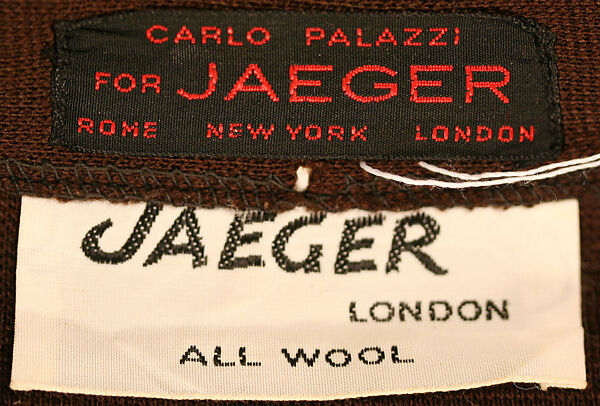 CARLO PALAZZI
FOR JAEGER
ROME NEW YORK LONDON
JAEGER
LONDON
ALL WOOL